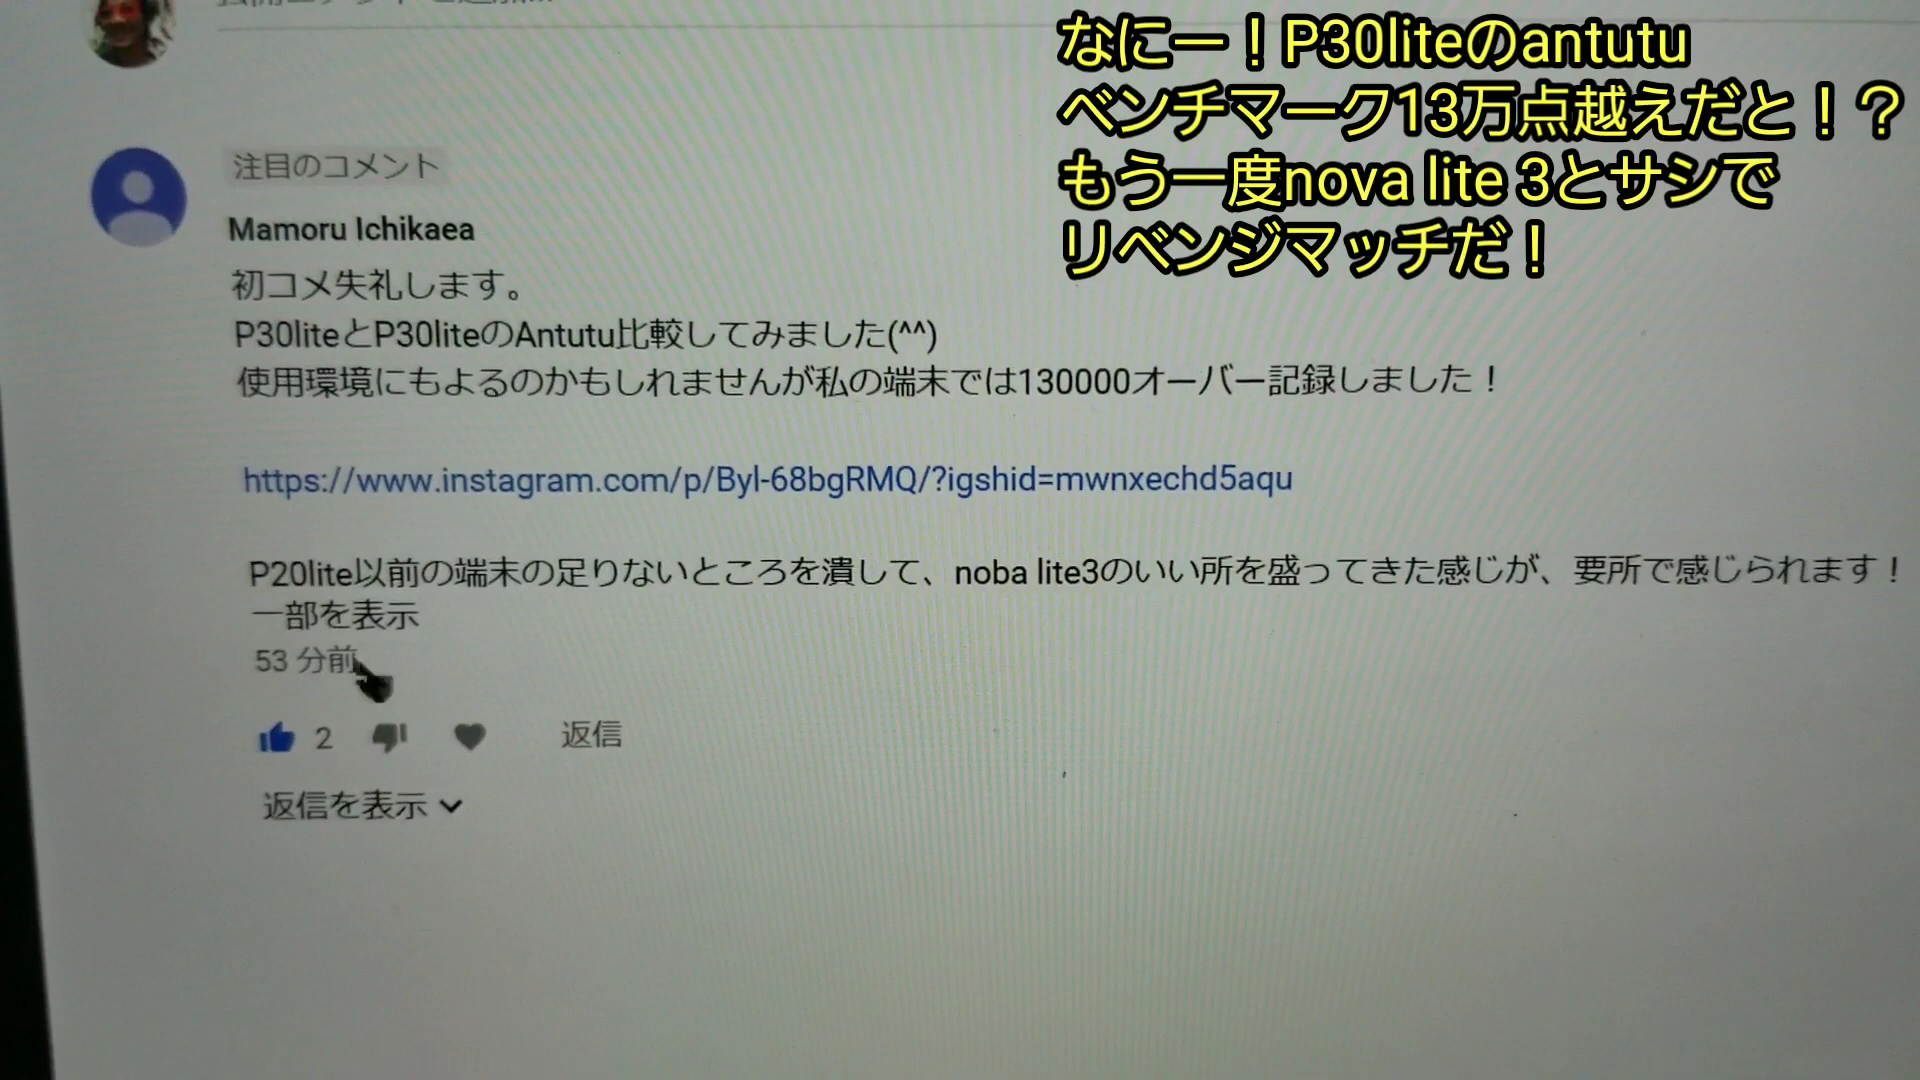 なにー！P30liteのantutu
ベンチマーク13万点越えだと！？
もう一度nova lite 3とサシで
リベンジマッチだ！
注目のコメント
Mamoru Ichikaea
初コメ失礼します。
P30liteとP30liteのAntutu比較してみました(^^)
使用環境にもよるのかもしれませんが私の端末では130000オーバー記録しました！
https://www.instagram.com/p/Byl-68bgRMQ/?igshid=mwnxechd5aqu
P20lite以前の端末の足りないところを潰して、noba lite3のいい所を盛ってきた感じが、要所で感じられます！
一部を表示
53 分前
2
返信
返信を表示